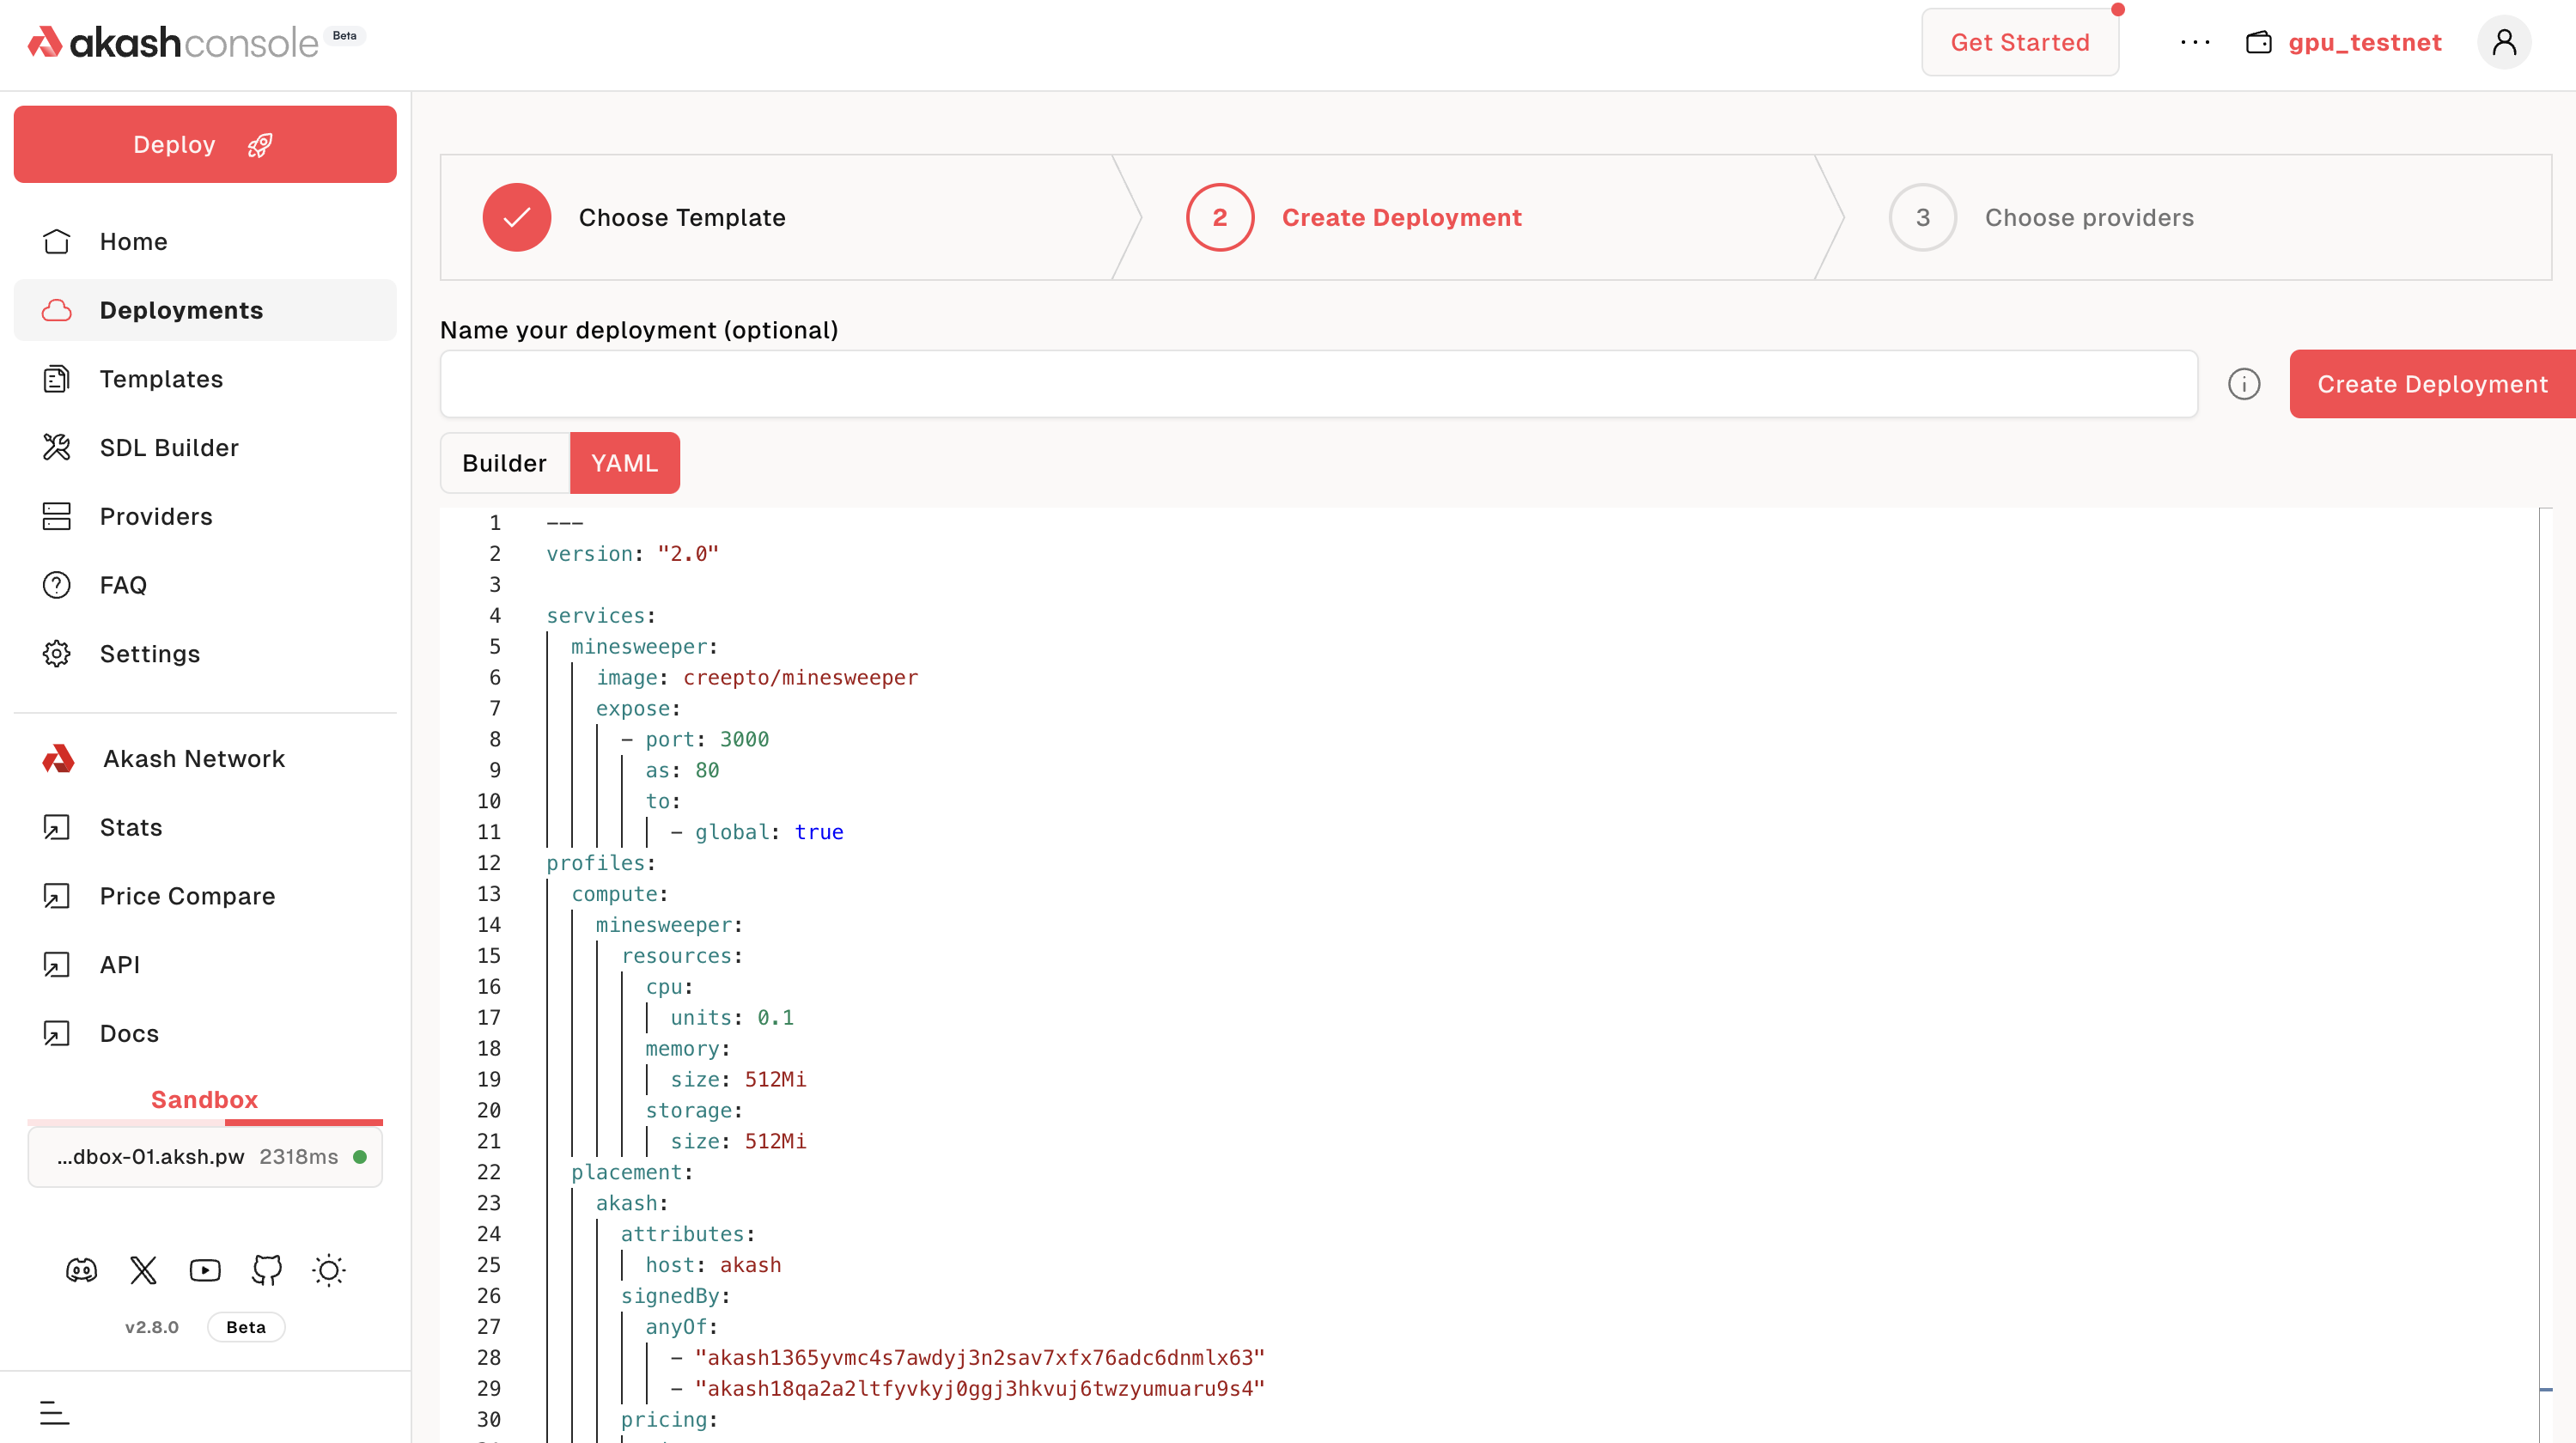 akashconsole Beta
Get Started
...
gpu_testnet
Deploy
Home
Deployments
Templates
SDL Builder
Providers
FAQ
Settings
Akash Network
Stats
Price Compare
API
Docs
Sandbox
...dbox-01.aksh.pw 2318ms
v2.8.0 Beta
Choose Template
2 Create Deployment
3 Choose providers
Name your deployment (optional)
Create Deployment
Builder YAML
1 ---
2 version: "2.0"
3
4 services:
5 minesweeper:
6 image: creepto/minesweeper
7 expose:
8 - port: 3000
9 as: 80
10 to:
11 - global: true
12 profiles:
13 compute:
14 minesweeper:
15 resources:
16 cpu:
17 units: 0.1
18 memory:
19 size: 512Mi
20 storage:
21 size: 512Mi
22 placement:
23 akash:
24 attributes:
25 host: akash
26 signedBy:
27 anyOf:
28 - "akash1365yvmc4s7awdyj3n2sav7xfx76adc6dnmlx63"
29 - "akash18qa2a2ltfyvkyj0ggj3hkvuj6twzyumuaru9s4"
30 pricing: